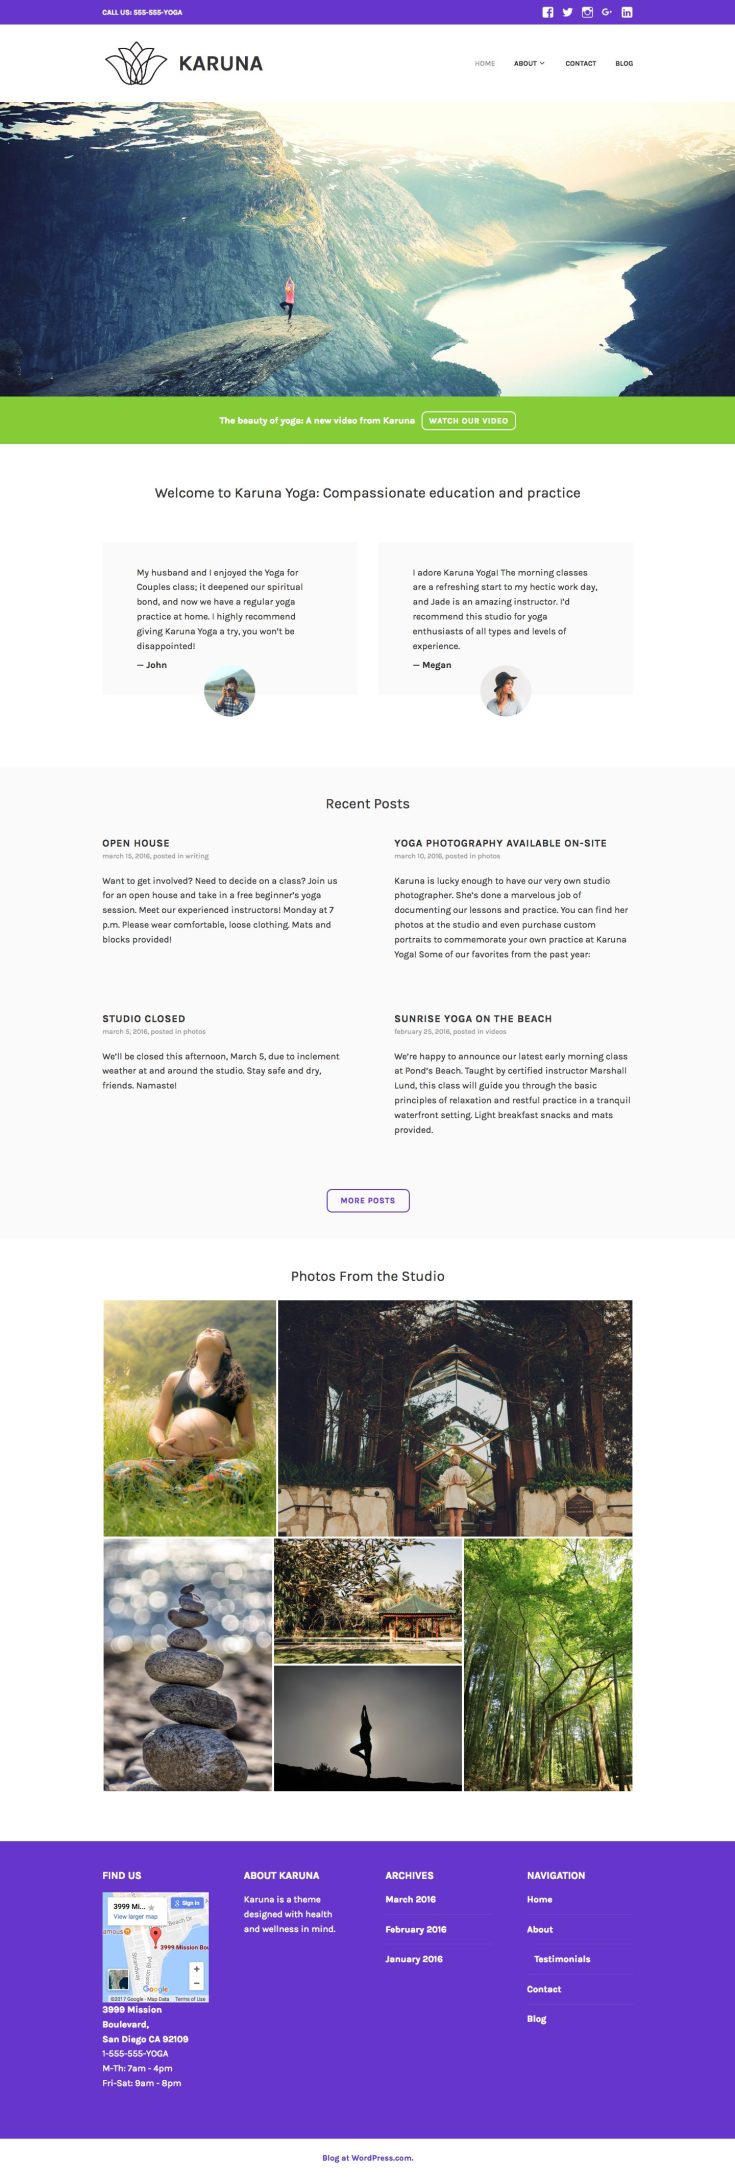 CALL US: 555-555-YOGA
KARUNA
HOME
ABOUT
CONTACT
BLOG
The beauty of yoga: A new video from Karuna
WATCH OUR VIDEO
Welcome to Karuna Yoga: Compassionate education and practice
My husband and I enjoyed the Yoga for
Couples class; it deepened our spiritual
bond, and now we have a regular yoga
practice at home. I highly recommend
giving Karuna Yoga a try, you won't be
disappointed!
— John
I adore Karuna Yoga! The morning classes
are a refreshing start to my hectic work day,
and Jade is an amazing instructor. I'd
recommend this studio for yoga
enthusiasts of all types and levels of
experience.
— Megan
Recent Posts
OPEN HOUSE
march 15, 2016, posted in writing
Want to get involved? Need to decide on a class? Join us
for an open house and take in a free beginner's yoga
session. Meet our experienced instructors! Monday at 7
p.m. Please wear comfortable, loose clothing. Mats and
blocks provided!
YOGA PHOTOGRAPHY AVAILABLE ON-SITE
march 10, 2016, posted in photos
Karuna is lucky enough to have our very own studio
photographer. She's done a marvelous job of
documenting our lessons and practice. You can find her
photos at the studio and even purchase custom
portraits to commemorate your own practice at Karuna
Yoga! Some of our favorites from the past year:
STUDIO CLOSED
march 5, 2016, posted in photos
We'll be closed this afternoon, March 5, due to inclement
weather at and around the studio. Stay safe and dry,
friends. Namaste!
SUNRISE YOGA ON THE BEACH
february 25, 2016, posted in videos
We're happy to announce our latest early morning class
at Pond's Beach. Taught by certified instructor Marshall
Lund, this class will guide you through the basic
principles of relaxation and restful practice in a tranquil
waterfront setting. Light breakfast snacks and mats
provided.
MORE POSTS
Photos From the Studio
FIND US
3999 Mi...
Sign in
View larger map
Beach Dr
amous
3999 Mission Bou
Google
+
−
©2017 Google - Map Data
Terms of Use
3999 Mission
Boulevard,
San Diego CA 92109
1-555-555-YOGA
M-Th: 7am - 4pm
Fri-Sat: 9am - 8pm
ABOUT KARUNA
Karuna is a theme
designed with health
and wellness in mind.
ARCHIVES
March 2016
February 2016
January 2016
NAVIGATION
Home
About
Testimonials
Contact
Blog
Blog at WordPress.com.